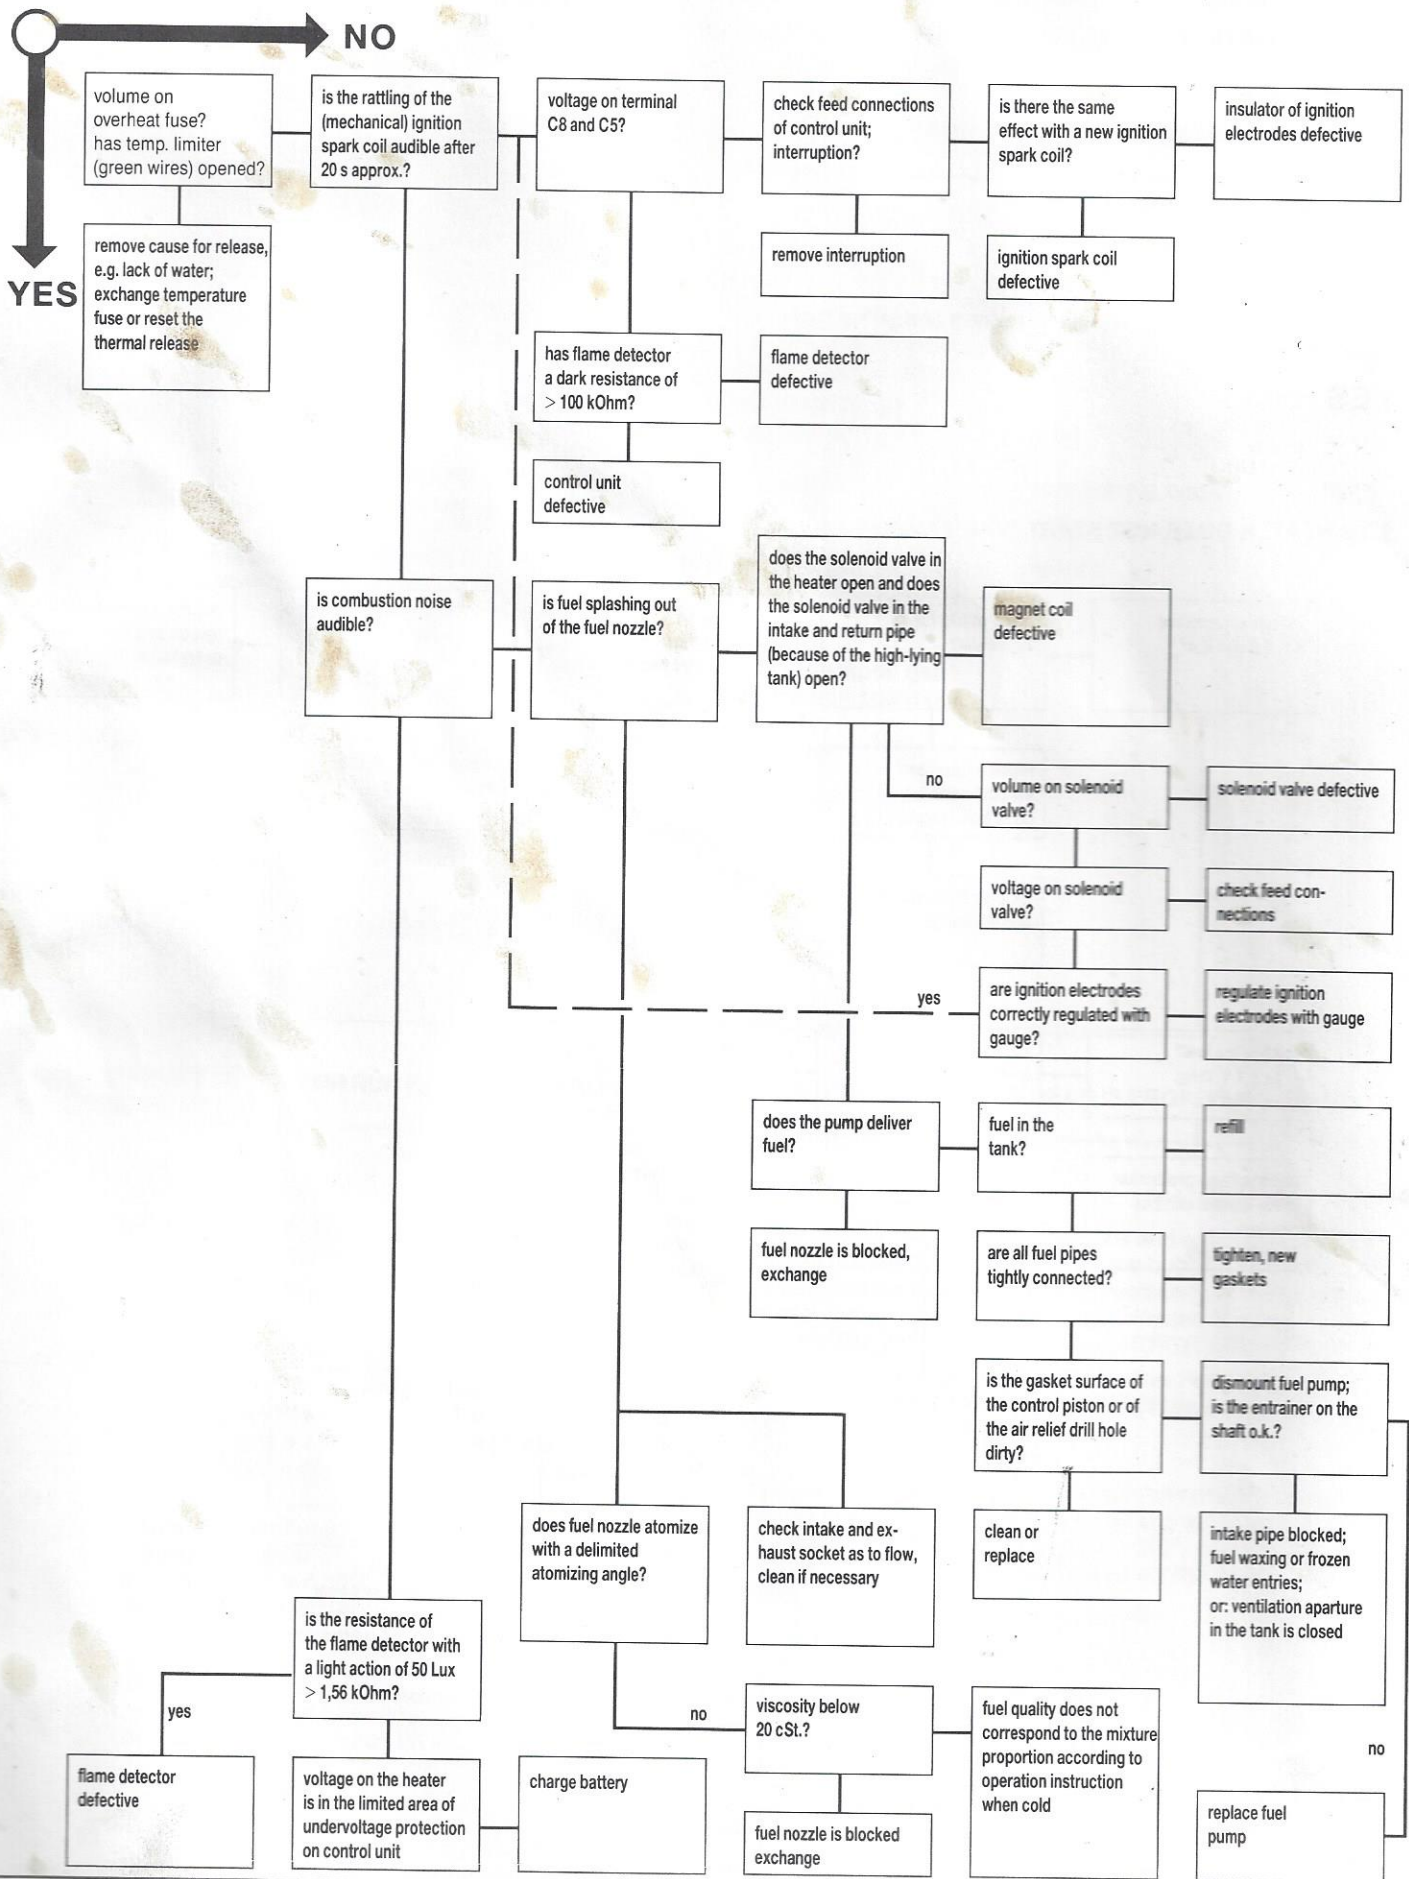 NO
YES
volume on
overheat fuse?
has temp. limiter
(green wires) opened?
is the rattling of the
(mechanical) ignition
spark coil audible after
20 s approx.?
voltage on terminal
C8 and C5?
check feed connections
of control unit;
interruption?
is there the same
effect with a new ignition
spark coil?
insulator of ignition
electrodes defective
remove cause for release,
e.g. lack of water;
exchange temperature
fuse or reset the
thermal release
remove interruption
ignition spark coil
defective
has flame detector
a dark resistance of
> 100 kOhm?
flame detector
defective
control unit
defective
is combustion noise
audible?
is fuel splashing out
of the fuel nozzle?
does the solenoid valve in
the heater open and does
the solenoid valve in the
intake and return pipe
(because of the high-lying
tank) open?
magnet coil
defective
no
volume on solenoid
valve?
solenoid valve defective
voltage on solenoid
valve?
check feed con-
nections
yes
are ignition electrodes
correctly regulated with
gauge?
regulate ignition
electrodes with gauge
does the pump deliver
fuel?
fuel in the
tank?
refill
fuel nozzle is blocked,
exchange
are all fuel pipes
tightly connected?
tighten, new
gaskets
is the gasket surface of
the control piston or of
the air relief drill hole
dirty?
dismount fuel pump;
is the entrainer on the
shaft o.k.?
does fuel nozzle atomize
with a delimited
atomizing angle?
check intake and ex-
haust socket as to flow,
clean if necessary
clean or
replace
intake pipe blocked;
fuel waxing or frozen
water entries;
or: ventilation aparture
in the tank is closed
is the resistance of
the flame detector with
a light action of 50 Lux
> 1,56 kOhm?
yes
no
viscosity below
20 cSt.?
fuel quality does not
correspond to the mixture
proportion according to
operation instruction
when cold
no
flame detector
defective
voltage on the heater
is in the limited area of
undervoltage protection
on control unit
charge battery
fuel nozzle is blocked
exchange
replace fuel
pump